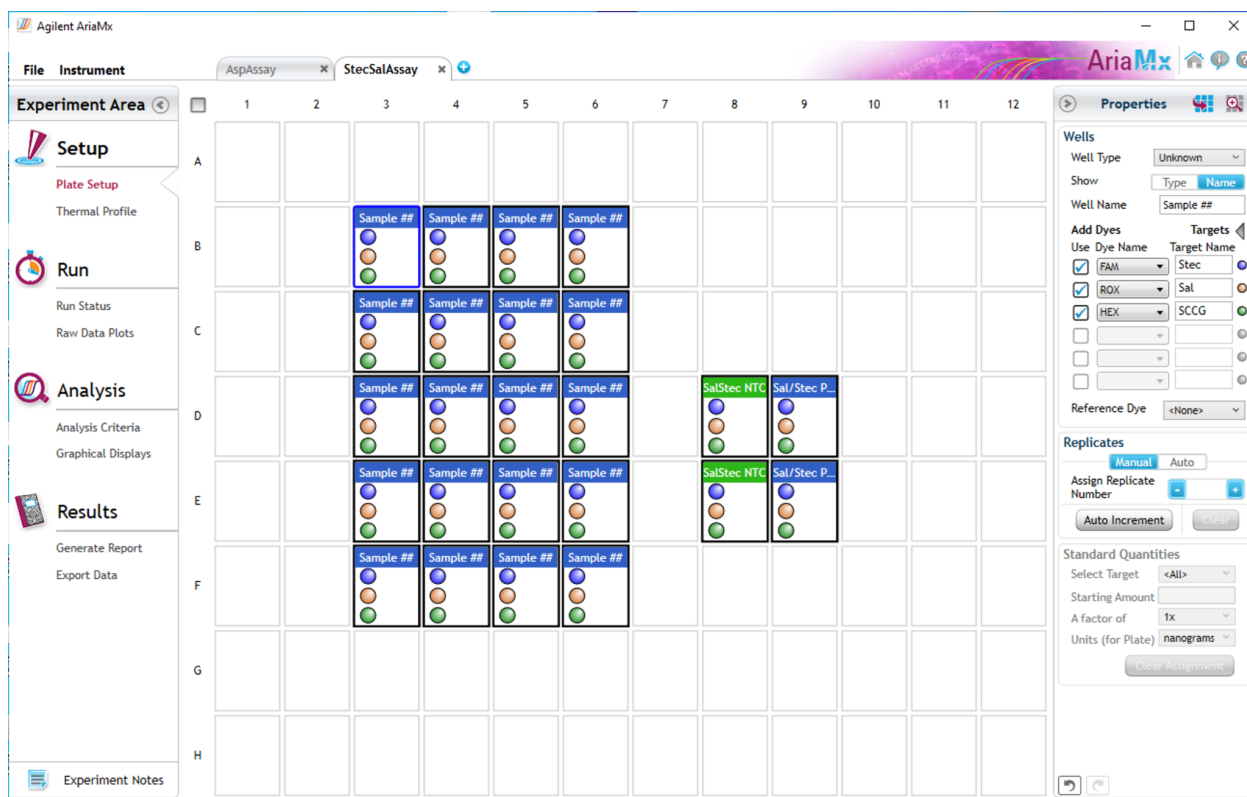 Agilent AriaMx
File Instrument
AspAssay
StecSalAssay
AriaMx
Experiment Area
1 2 3 4 5 6 7 8 9 10 11 12
Properties
Setup
Plate Setup
Thermal Profile
Run
Run Status
Raw Data Plots
Analysis
Analysis Criteria
Graphical Displays
Results
Generate Report
Export Data
Experiment Notes
A
B
Sample ## Sample ## Sample ## Sample ##
C
Sample ## Sample ## Sample ## Sample ##
D
Sample ## Sample ## Sample ## Sample ## SalStec NTC Sal/Stec P...
E
Sample ## Sample ## Sample ## Sample ## SalStec NTC Sal/Stec P...
F
Sample ## Sample ## Sample ## Sample ##
G
H
Wells
Well Type Unknown
Show Type Name
Well Name Sample ##
Add Dyes Targets
Use Dye Name Target Name
FAM Stec
ROX Sal
HEX SCCG
Reference Dye <None>
Replicates
Manual Auto
Assign Replicate
Number - +
Auto Increment Clear
Standard Quantities
Select Target <All>
Starting Amount
A factor of 1x
Units (for Plate) nanograms
Clear Assignment